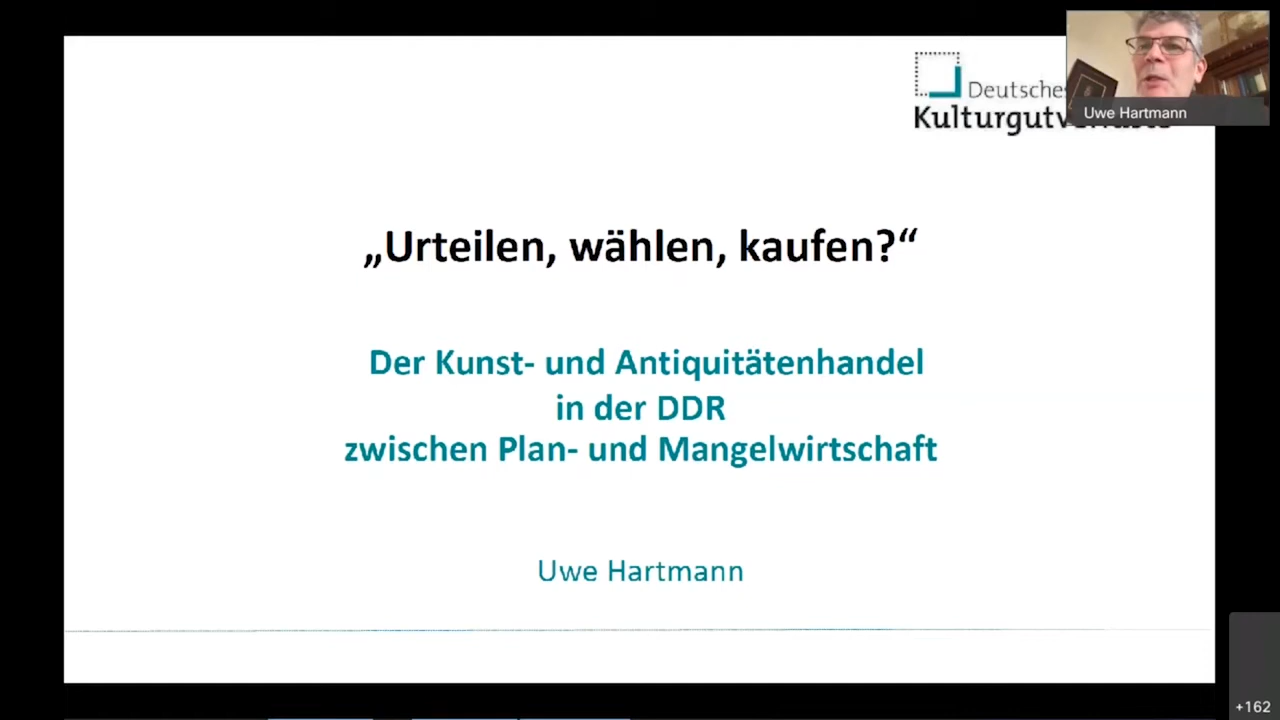 Deutsches
Uwe Hartmann
„Urteilen, wählen, kaufen?“
Der Kunst- und Antiquitätenhandel
in der DDR
zwischen Plan- und Mangelwirtschaft
Uwe Hartmann
+162